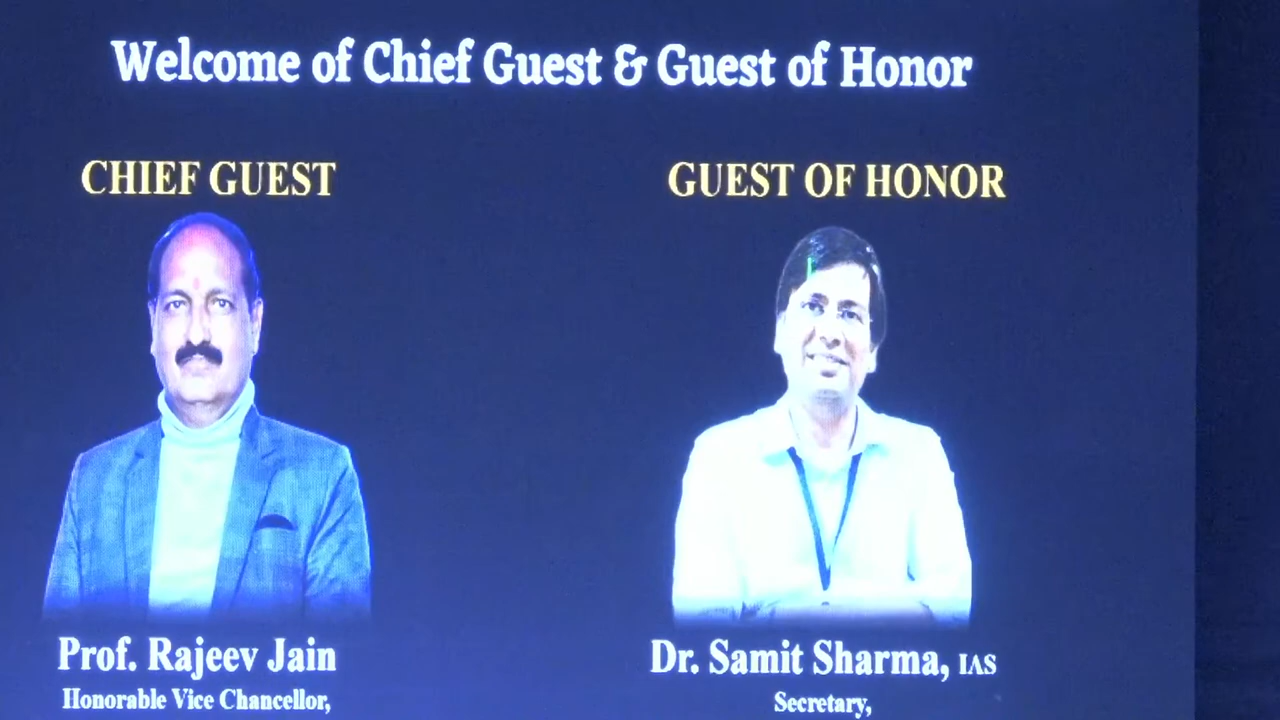 Welcome of Chief Guest & Guest of Honor
CHIEF GUEST
GUEST OF HONOR
Prof. Rajeev Jain
Honorable Vice Chancellor,
Dr. Samit Sharma, IAS
Secretary,